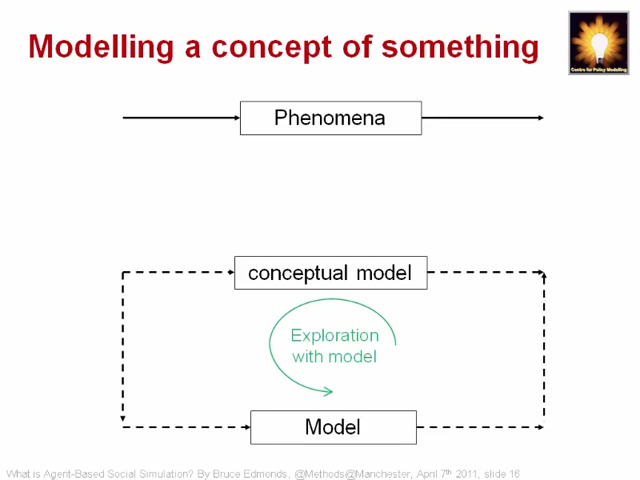 Modelling a concept of something
Centre for Policy Modelling
Phenomena
conceptual model
Exploration
with model
Model
What is Agent-Based Social Simulation? By Bruce Edmonds, @Methods@Manchester, April 7th 2011, slide 16